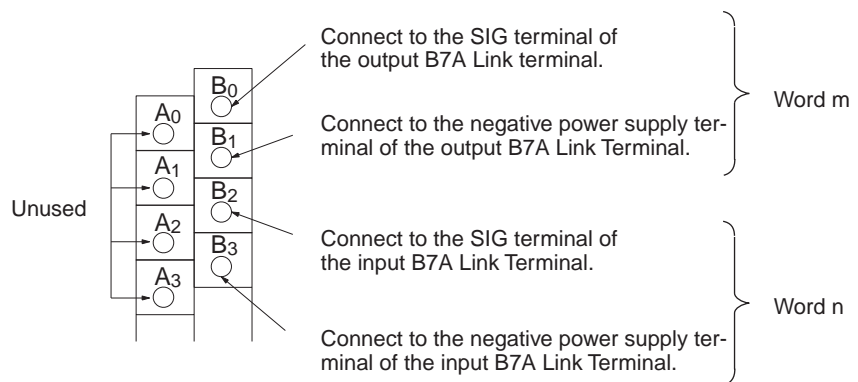 Connect to the SIG terminal of
the output B7A Link terminal.
B0
A0
Word m
B1
Connect to the negative power supply ter-
minal of the output B7A Link Terminal.
A1
B2
Unused
A2
B3
Connect to the SIG terminal of
the input B7A Link Terminal.
A3
Word n
Connect to the negative power supply ter-
minal of the input B7A Link Terminal.